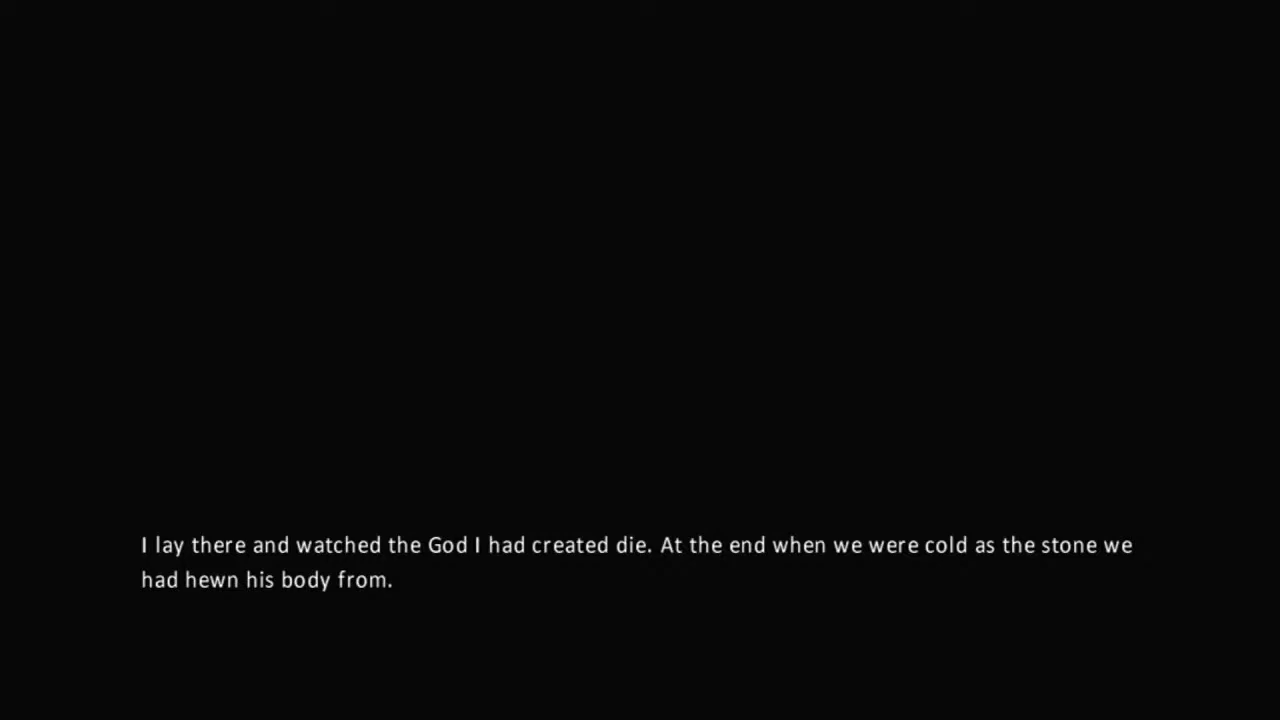 I lay there and watched the God I had created die. At the end when we were cold as the stone we
had hewn his body from.